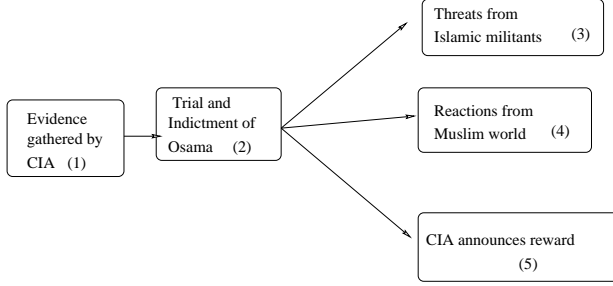 Evidence
gathered by
CIA (1)
Trial and
Indictment of
Osama (2)
Threats from
Islamic militants (3)
Reactions from
Muslim world (4)
CIA announces reward
(5)